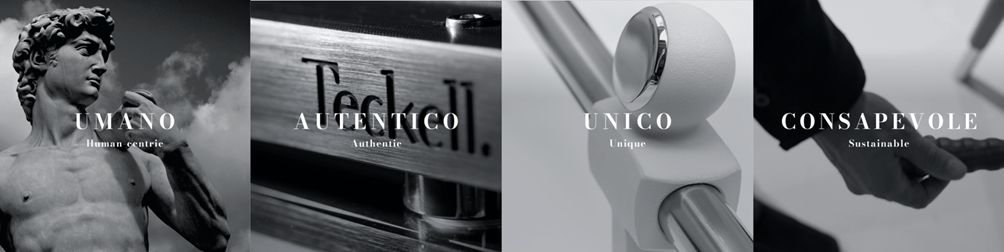 UMANO
Human centric
Teckell.
AUTENTICO
Authentic
UNICO
Unique
CONSAPEVOLE
Sustainable